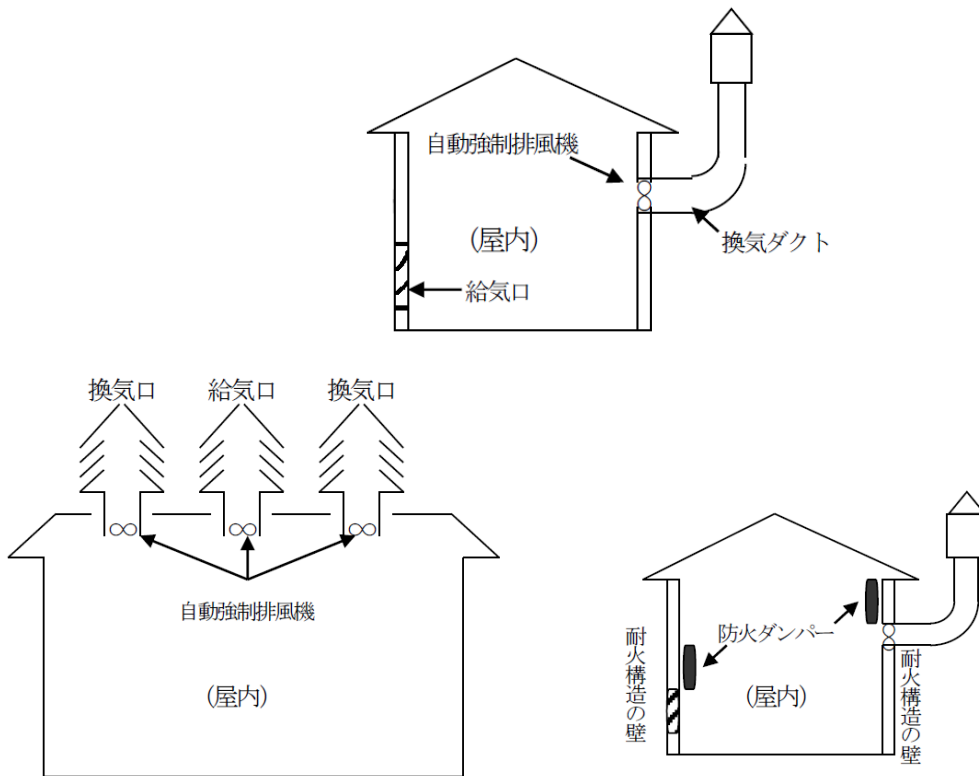 自動強制排風機
(屋内)
換気ダクト
給気口
換気口
給気口
換気口
自動強制排風機
(屋内)
防火ダンパー
耐火構造の壁
(屋内)
耐火構造の壁